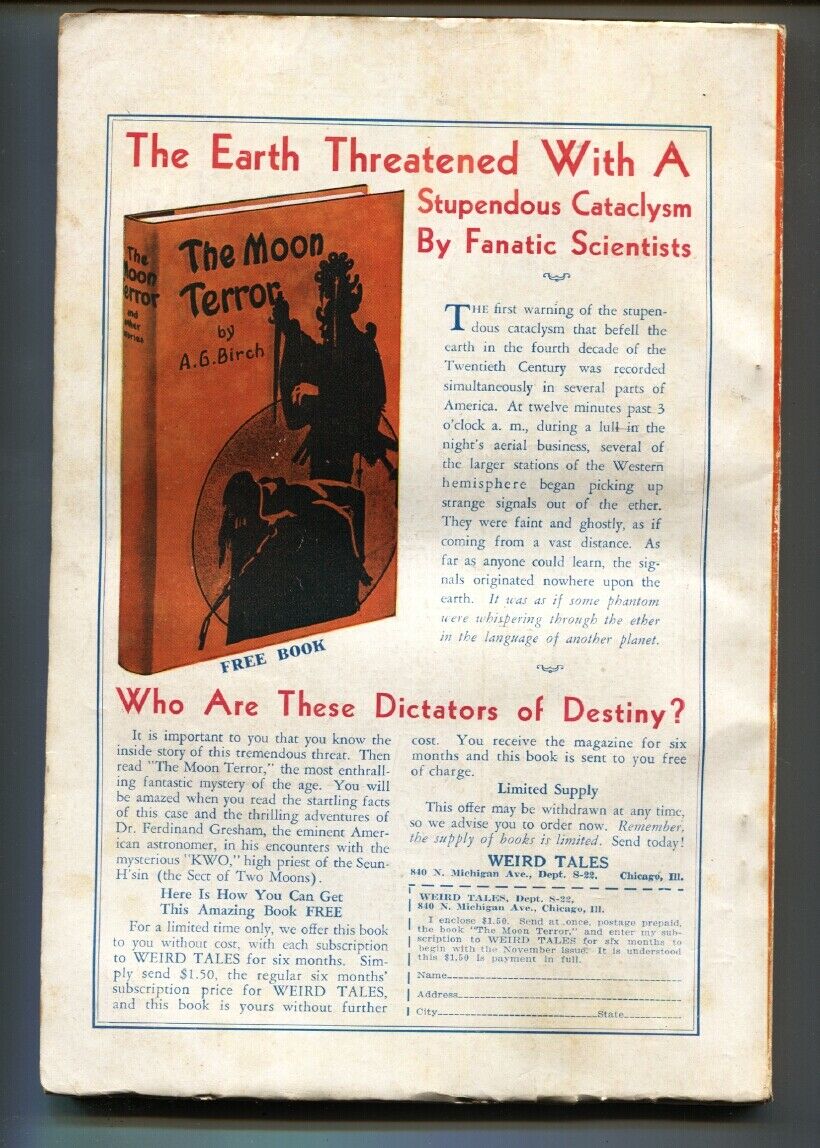 The Earth Threatened With A
Stupendous Cataclysm
By Fanatic Scientists
The
Moon
Terror
and
other
stories
The Moon
Terror
by
A.G.Birch
FREE BOOK
THE first warning of the stupen-
dous cataclysm that befell the
earth in the fourth decade of the
Twentieth Century was recorded
simultaneously in several parts of
America. At twelve minutes past 3
o'clock a. m., during a lull in the
night's aerial business, several of
the larger stations of the Western
hemisphere began picking up
strange signals out of the ether.
They were faint and ghostly, as if
coming from a vast distance. As
far as anyone could learn, the sig-
nals originated nowhere upon the
earth. It was as if some phantom
were whispering through the ether
in the language of another planet.
Who Are These Dictators of Destiny?
It is important to you that you know the
inside story of this tremendous threat. Then
read "The Moon Terror," the most enthrall-
ing fantastic mystery of the age. You will
be amazed when you read the startling facts
of this case and the thrilling adventures of
Dr. Ferdinand Gresham, the eminent Amer-
ican astronomer, in his encounters with the
mysterious "KWO," high priest of the Seun-
H'sin (the Sect of Two Moons).
Here Is How You Can Get
This Amazing Book FREE
For a limited time only, we offer this book
to you without cost, with each subscription
to WEIRD TALES for six months. Sim-
ply send $1.50, the regular six months'
subscription price for WEIRD TALES,
and this book is yours without further
cost. You receive the magazine for six
months and this book is sent to you free
of charge.
Limited Supply
This offer may be withdrawn at any time,
so we advise you to order now. Remember,
the supply of books is limited. Send today!
WEIRD TALES
840 N. Michigan Ave., Dept. S-22, Chicago, Ill.
WEIRD TALES, Dept. S-22,
840 N. Michigan Ave., Chicago, Ill.
I enclose $1.50. Send at once, postage prepaid,
the book "The Moon Terror," and enter my sub-
scription to WEIRD TALES for six months to
begin with the November issue. It is understood
this $1.50 is payment in full.
Name
Address
City State